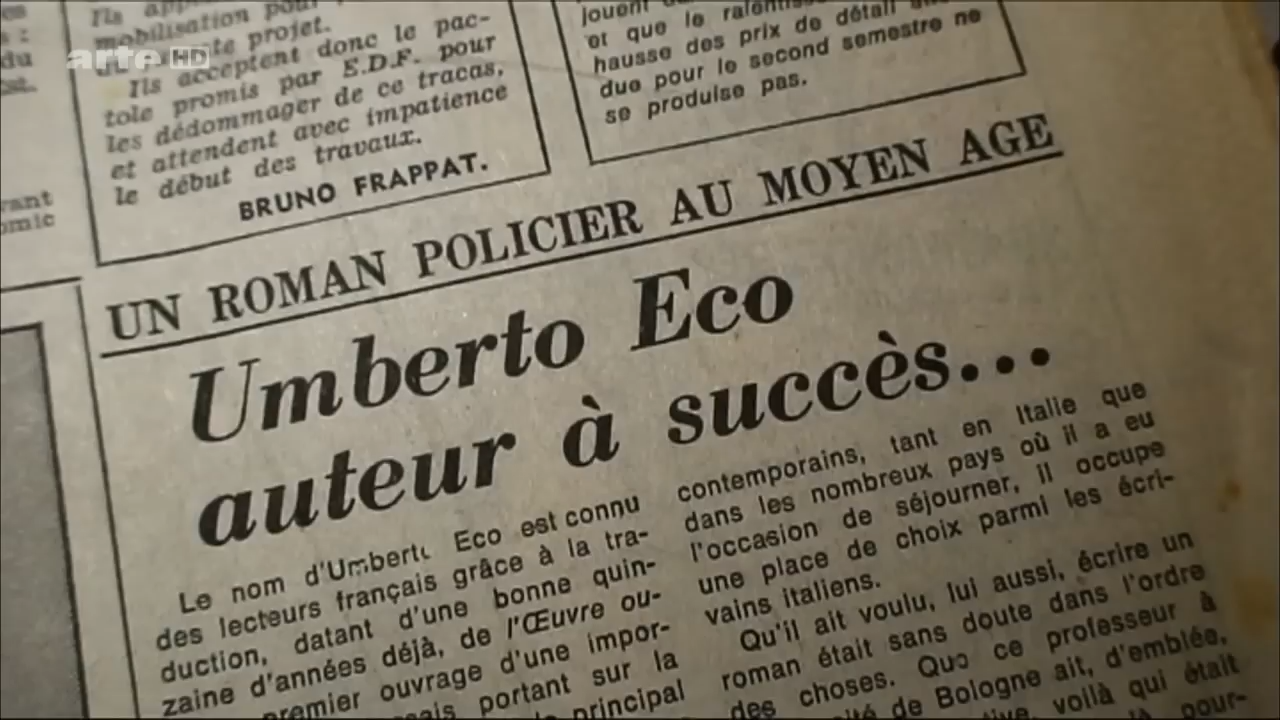 arte HD
mobilisation
projet.
Ils acceptent donc le pac-
tole promis par E.D.F. pour
les dédommager de ce tracas,
et attendent avec impatience
le début des travaux.
BRUNO FRAPPAT.
jouent
et que le
hausse des prix de détail
due pour le second semestre ne
se produise pas.
UN ROMAN POLICIER AU MOYEN AGE
Umberto Eco
auteur à succès...
Le nom d'Umberto Eco est connu
des lecteurs français grâce à la tra-
duction, datant d'une bonne quin-
zaine d'années déjà, de l'Œuvre ou-
premier ouvrage d'une impor-
portant sur la
principal
contemporains, tant en Italie que
dans les nombreux pays où il a eu
l'occasion de séjourner, il occupe
une place de choix parmi les écri-
vains italiens.
Qu'il ait voulu, lui aussi, écrire un
roman était sans doute dans l'ordre
des choses. Que ce professeur à
de Bologne ait, d'emblée,
voilà qui était
pour-